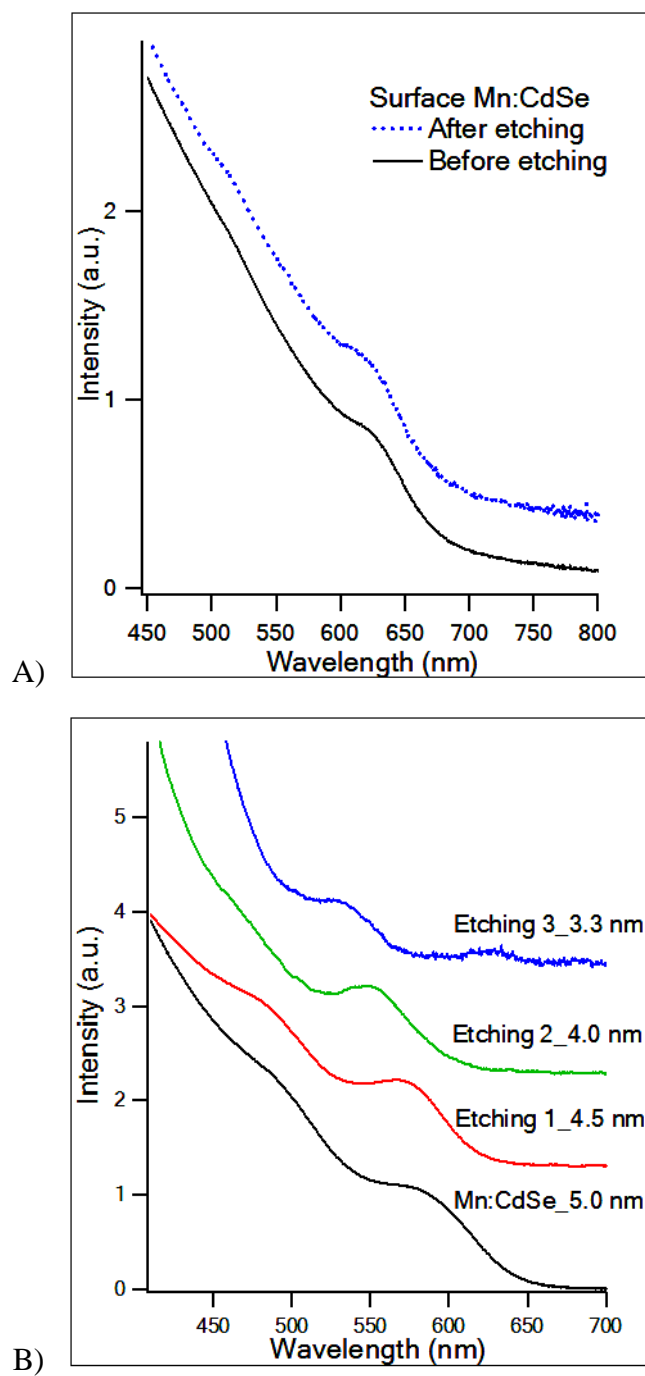 Surface Mn:CdSe
After etching
Before etching
Intensity (a.u.)
2
1
0
450 500 550 600 650 700 750 800
Wavelength (nm)
A)
Intensity (a.u.)
5
4
3
2
1
0
Etching 3_3.3 nm
Etching 2_4.0 nm
Etching 1_4.5 nm
Mn:CdSe_5.0 nm
450 500 550 600 650 700
Wavelength (nm)
B)